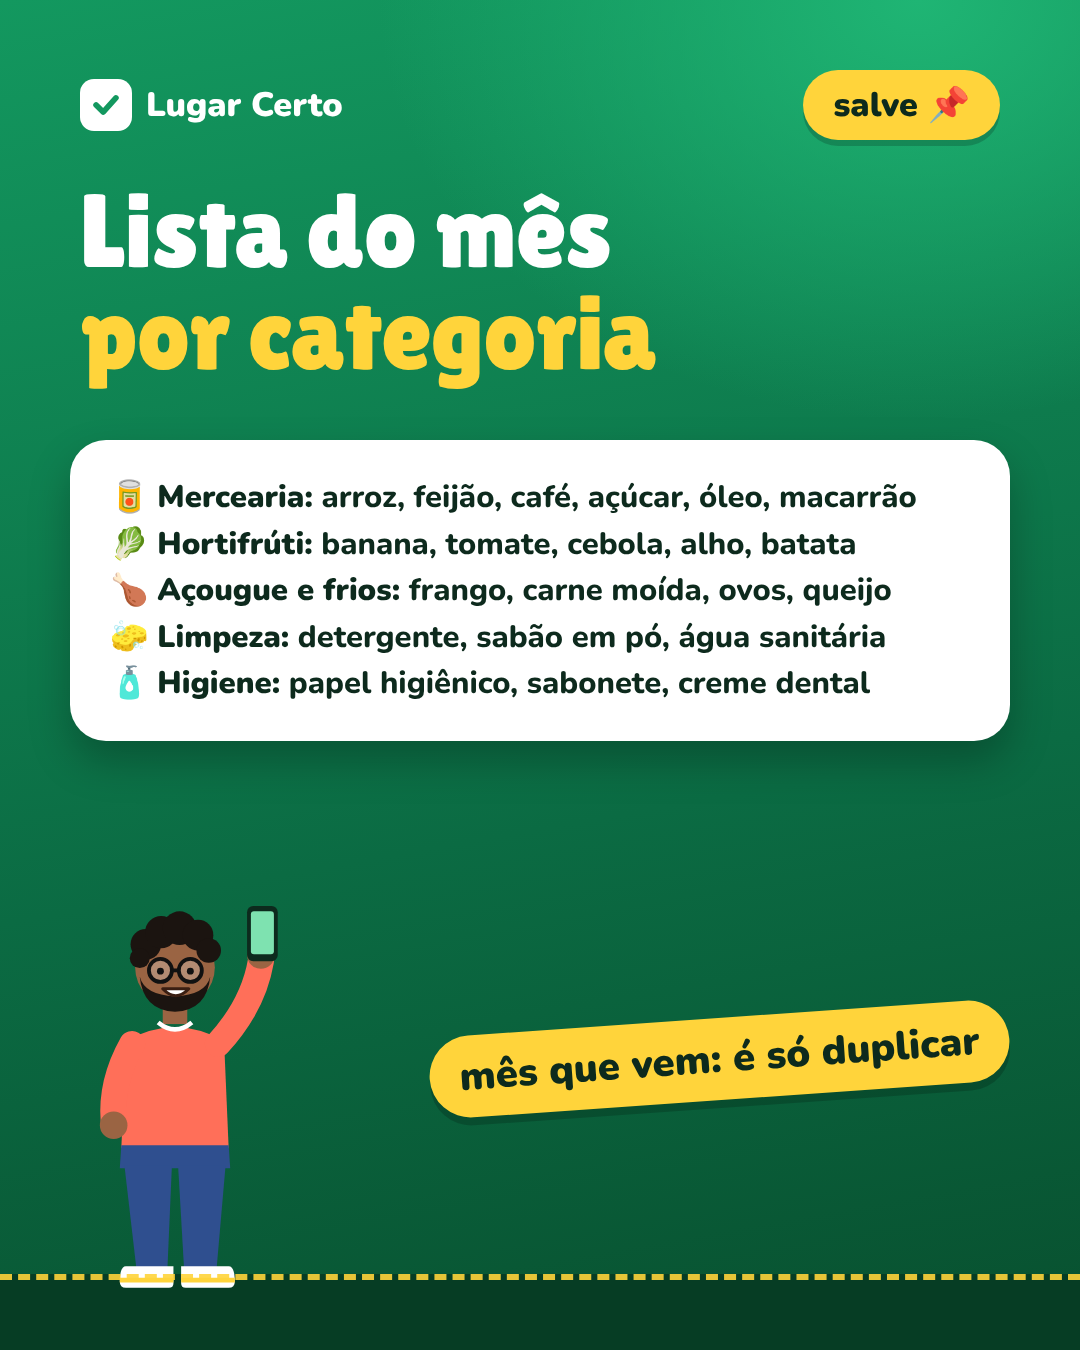 Lugar Certo
salve 📌
Lista do mês
por categoria
🥫 Mercearia: arroz, feijão, café, açúcar, óleo, macarrão
🥬 Hortifrúti: banana, tomate, cebola, alho, batata
🍗 Açougue e frios: frango, carne moída, ovos, queijo
🧽 Limpeza: detergente, sabão em pó, água sanitária
🧴 Higiene: papel higiênico, sabonete, creme dental
mês que vem: é só duplicar